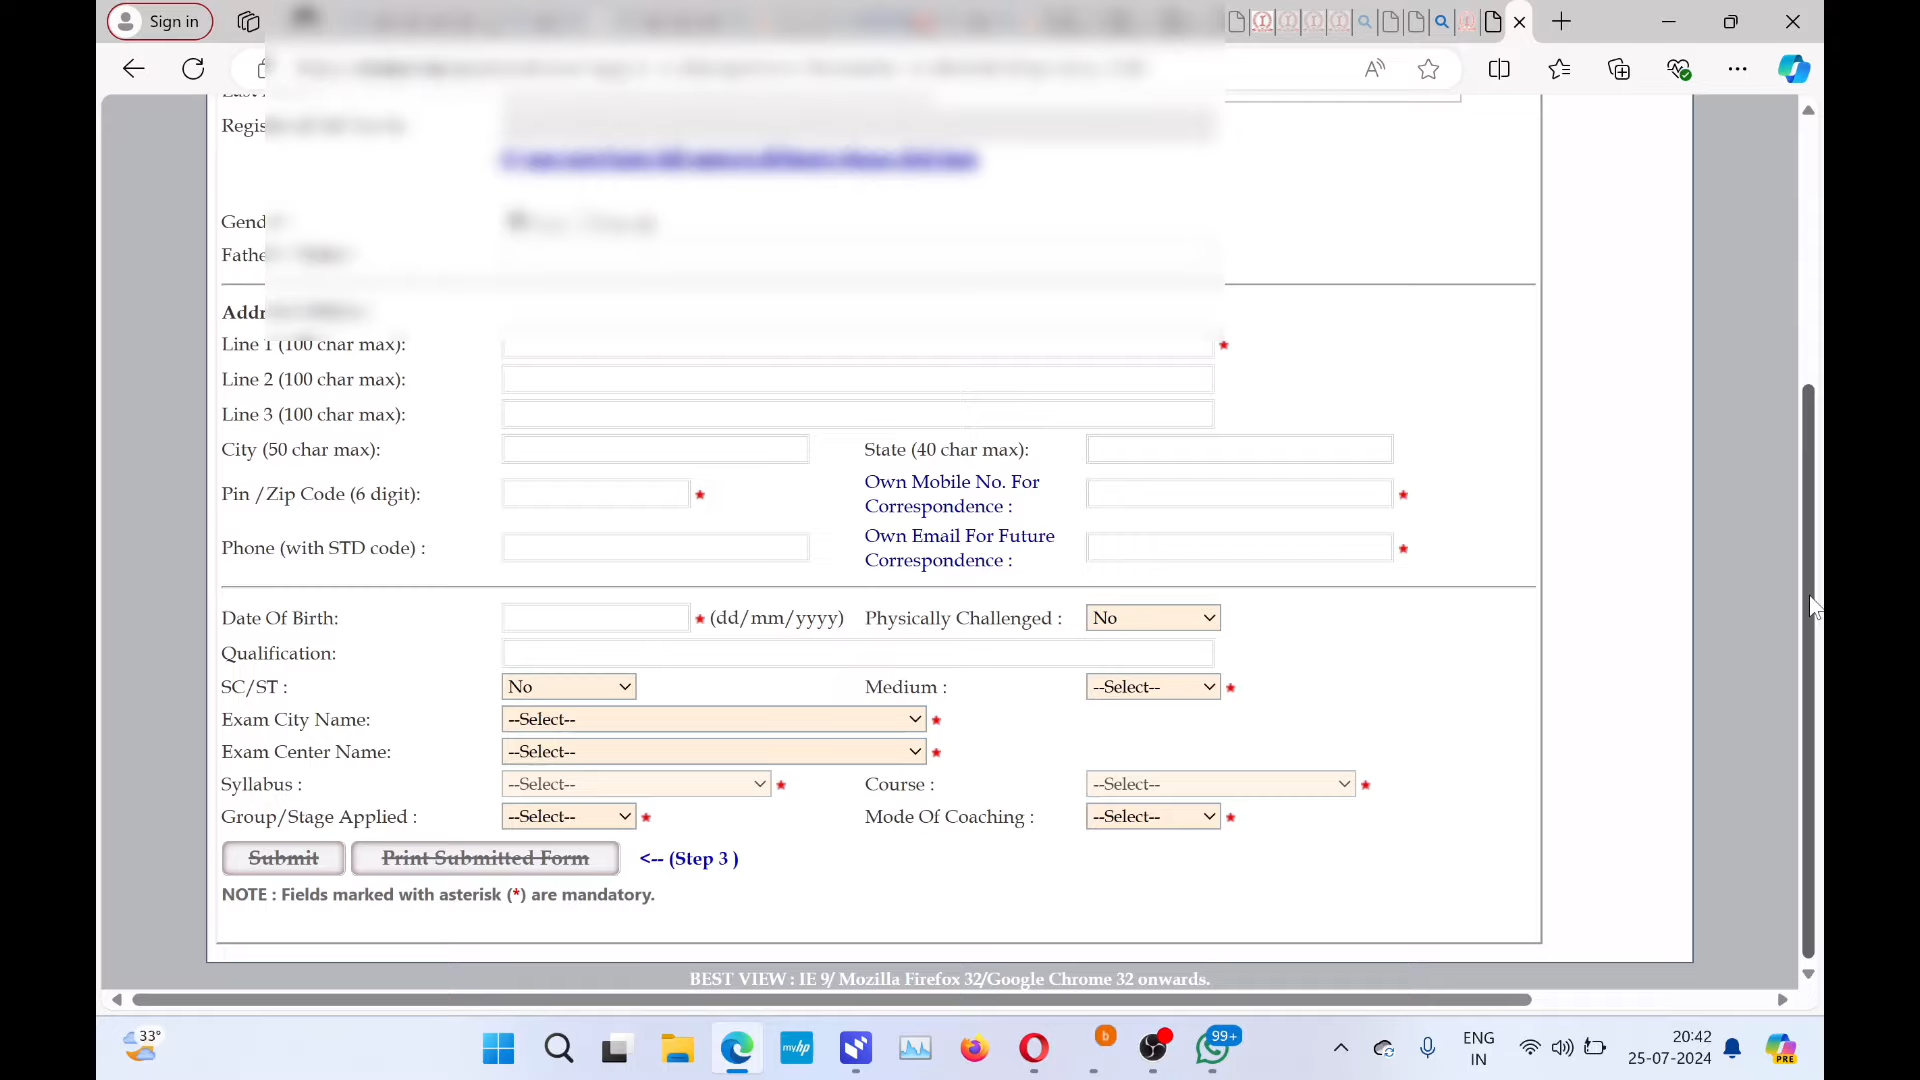 Sign in
Regis
Gend
Fathe
Addr
Line 1 (100 char max):
Line 2 (100 char max):
Line 3 (100 char max):
City (50 char max): State (40 char max):
Pin /Zip Code (6 digit): * Own Mobile No. For Correspondence : *
Phone (with STD code) : Own Email For Future Correspondence : *
Date Of Birth: * (dd/mm/yyyy) Physically Challenged : No
Qualification:
SC/ST : No Medium : --Select-- *
Exam City Name: --Select-- *
Exam Center Name: --Select-- *
Syllabus : --Select-- * Course : --Select-- *
Group/Stage Applied : --Select-- * Mode Of Coaching : --Select-- *
Submit Print Submitted Form <-- (Step 3 )
NOTE : Fields marked with asterisk (*) are mandatory.
BEST VIEW : IE 9/ Mozilla Firefox 32/Google Chrome 32 onwards.
33°
myhp
b
99+
ENG
IN
20:42
25-07-2024
PRE